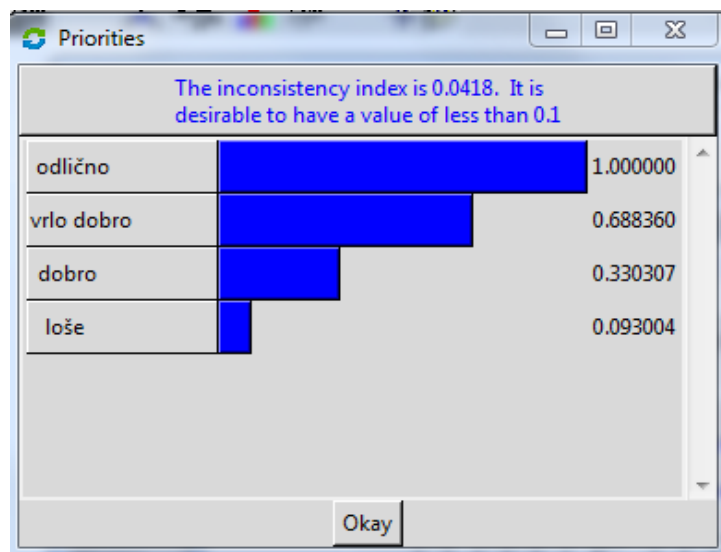 Priorities
The inconsistency index is 0.0418. It is
desirable to have a value of less than 0.1
odlično 1.000000
vrlo dobro 0.688360
dobro 0.330307
loše 0.093004
Okay